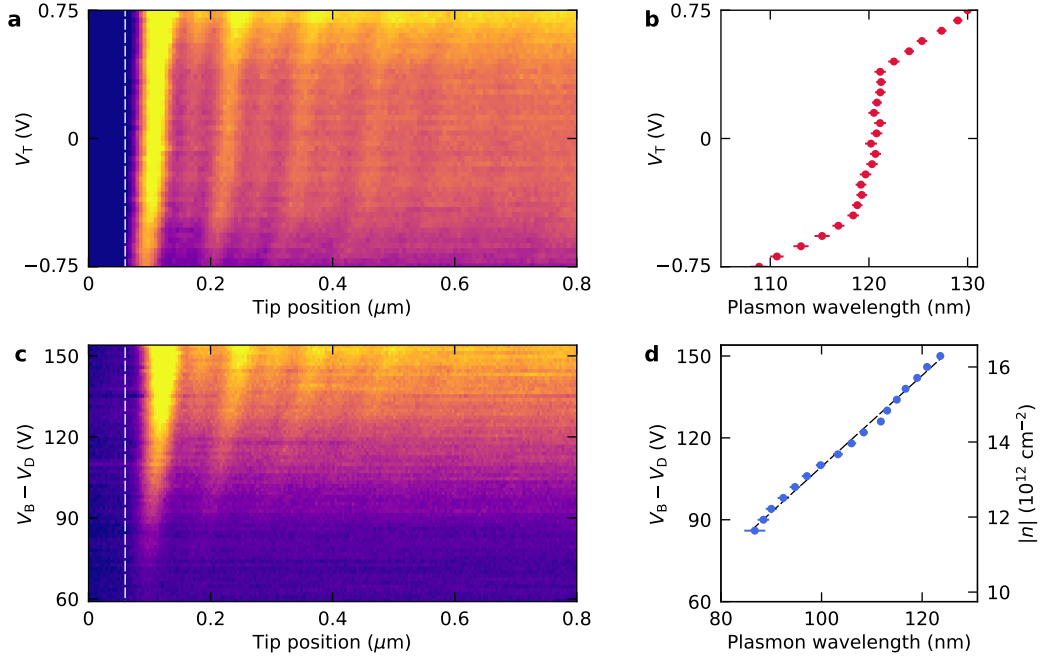 a
V_T (V)
0.75
0
−0.75
0
0.2
0.4
0.6
0.8
Tip position (μm)
b
V_T (V)
0.75
0
−0.75
110
120
130
Plasmon wavelength (nm)
c
V_B − V_D (V)
150
120
90
60
0
0.2
0.4
0.6
0.8
Tip position (μm)
d
V_B − V_D (V)
150
120
90
60
80
100
120
Plasmon wavelength (nm)
16
14
12
10
|n| (10¹² cm⁻²)